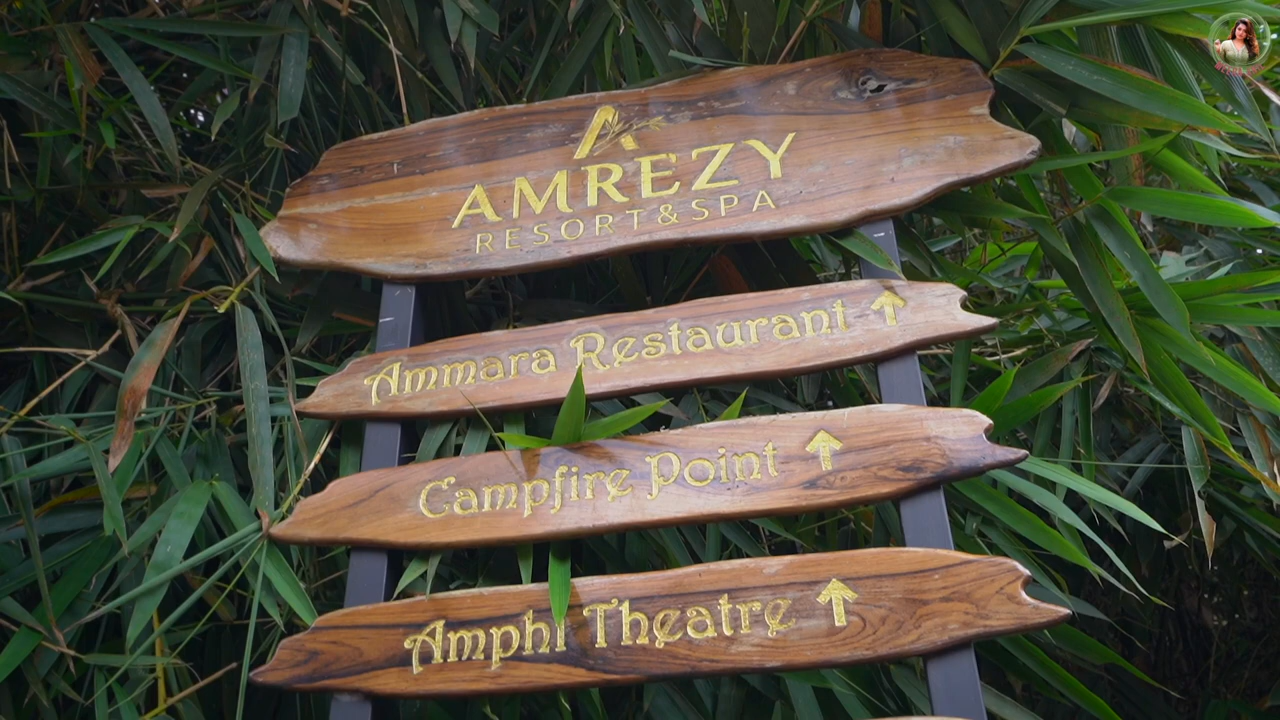 AMREZY
RESORT & SPA
Ammara Restaurant
Campfire Point
Amphi Theatre